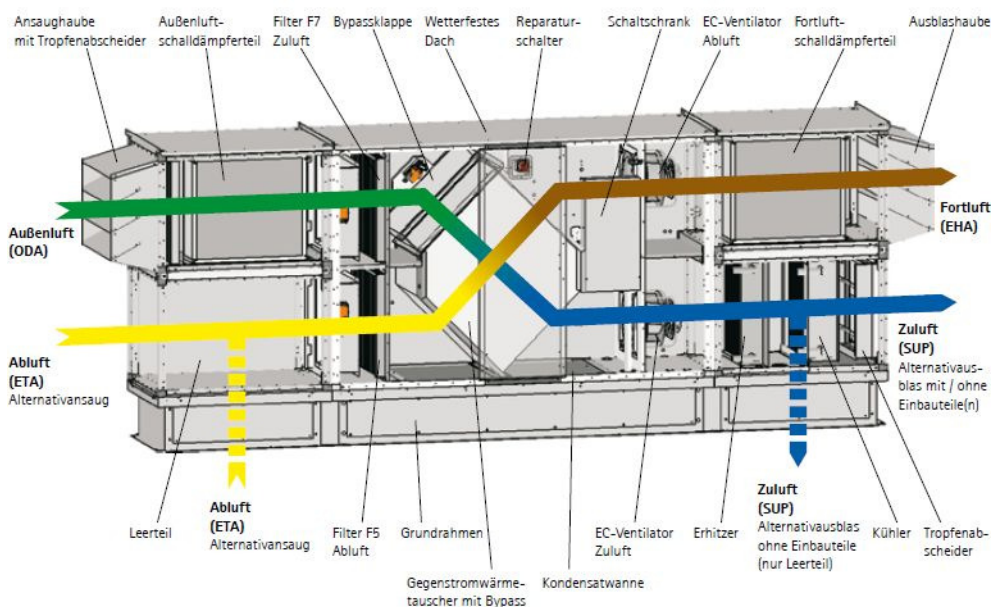 Ansaughaube
mit Tropfenabscheider
Außenluft-
schalldämpferteil
Filter F7
Zuluft
Bypassklappe
Wetterfestes
Dach
Reparatur-
schalter
Schaltschrank
EC-Ventilator
Abluft
Fortluft-
schalldämpferteil
Ausblashaube
Außenluft
(ODA)
Fortluft
(EHA)
Abluft
(ETA)
Alternativansaug
Zuluft
(SUP)
Alternativaus-
blas mit / ohne
Einbauteile(n)
Leerteil
Abluft
(ETA)
Alternativansaug
Filter F5
Abluft
Grundrahmen
Gegenstromwärme-
tauscher mit Bypass
Kondensatwanne
EC-Ventilator
Zuluft
Erhitzer
Zuluft
(SUP)
Alternativausblas
ohne Einbauteile
(nur Leerteil)
Kühler
Tropfenab-
scheider